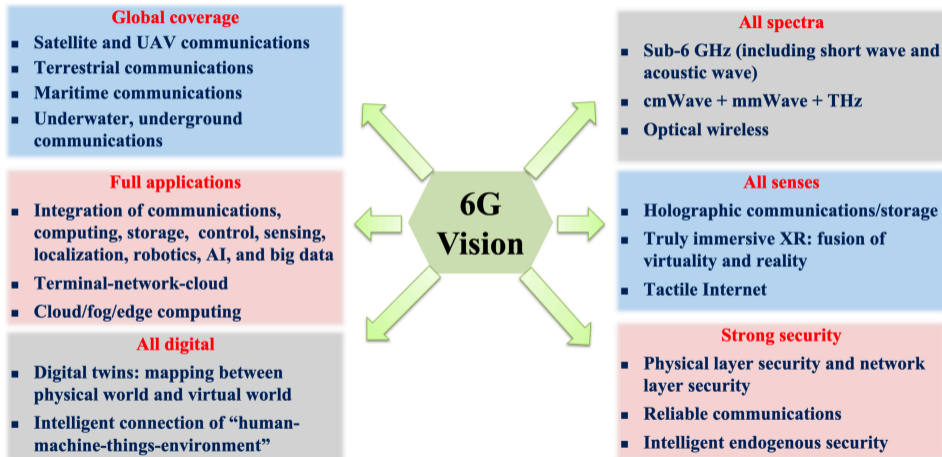 Global coverage
▪ Satellite and UAV communications
▪ Terrestrial communications
▪ Maritime communications
▪ Underwater, underground
communications
Full applications
▪ Integration of communications,
computing, storage, control, sensing,
localization, robotics, AI, and big data
▪ Terminal-network-cloud
▪ Cloud/fog/edge computing
All digital
▪ Digital twins: mapping between
physical world and virtual world
▪ Intelligent connection of “human-
machine-things-environment”
6G
Vision
All spectra
▪ Sub-6 GHz (including short wave and
acoustic wave)
▪ cmWave + mmWave + THz
▪ Optical wireless
All senses
▪ Holographic communications/storage
▪ Truly immersive XR: fusion of
virtuality and reality
▪ Tactile Internet
Strong security
▪ Physical layer security and network
layer security
▪ Reliable communications
▪ Intelligent endogenous security